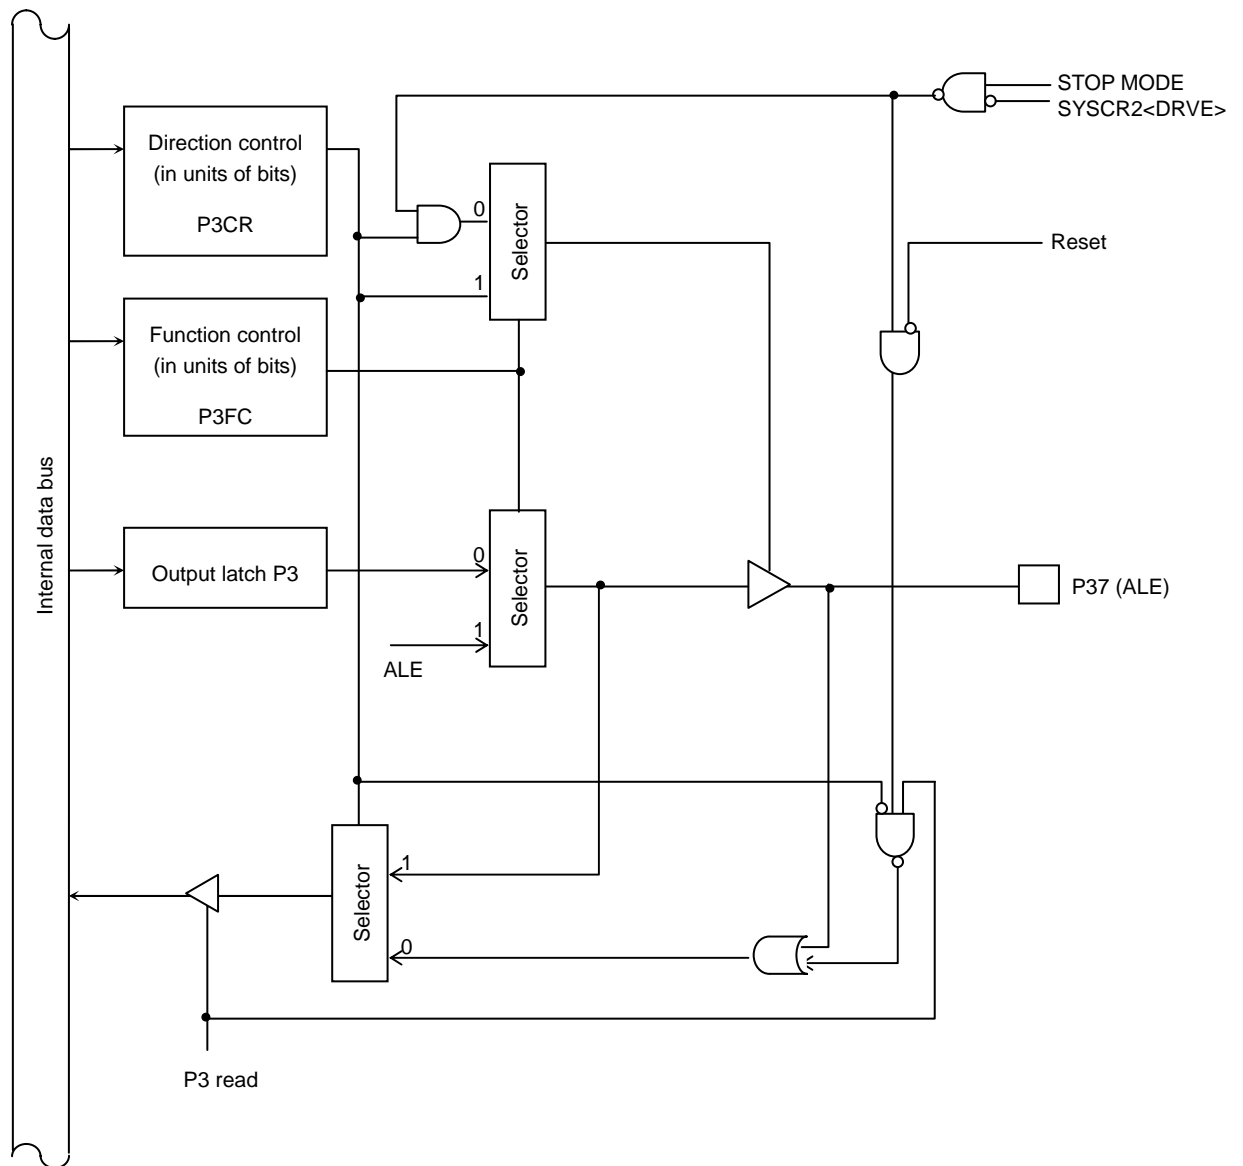 STOP MODE
SYSCR2<DRVE>
Direction control
(in units of bits)
P3CR
0
1
Selector
Reset
Function control
(in units of bits)
P3FC
Internal data bus
Output latch P3
0
1
Selector
ALE
P37 (ALE)
Selector
1
0
P3 read